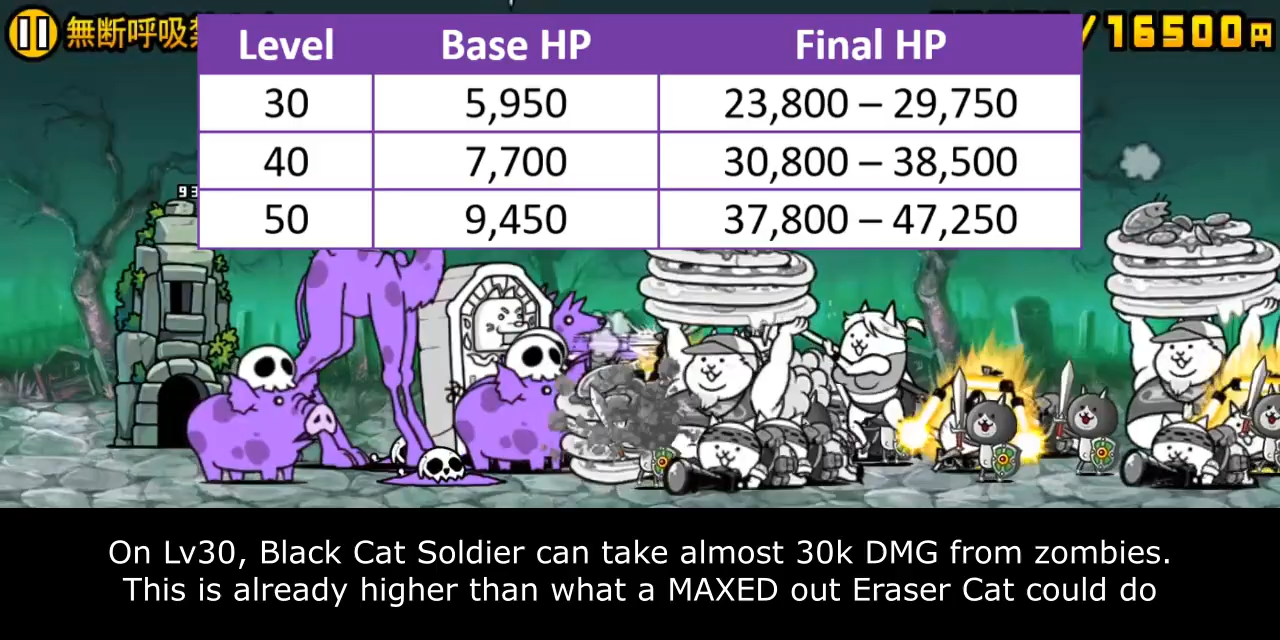 無断呼吸
/16500円
Level Base HP Final HP
30 5,950 23,800 – 29,750
40 7,700 30,800 – 38,500
50 9,450 37,800 – 47,250
93
On Lv30, Black Cat Soldier can take almost 30k DMG from zombies.
This is already higher than what a MAXED out Eraser Cat could do